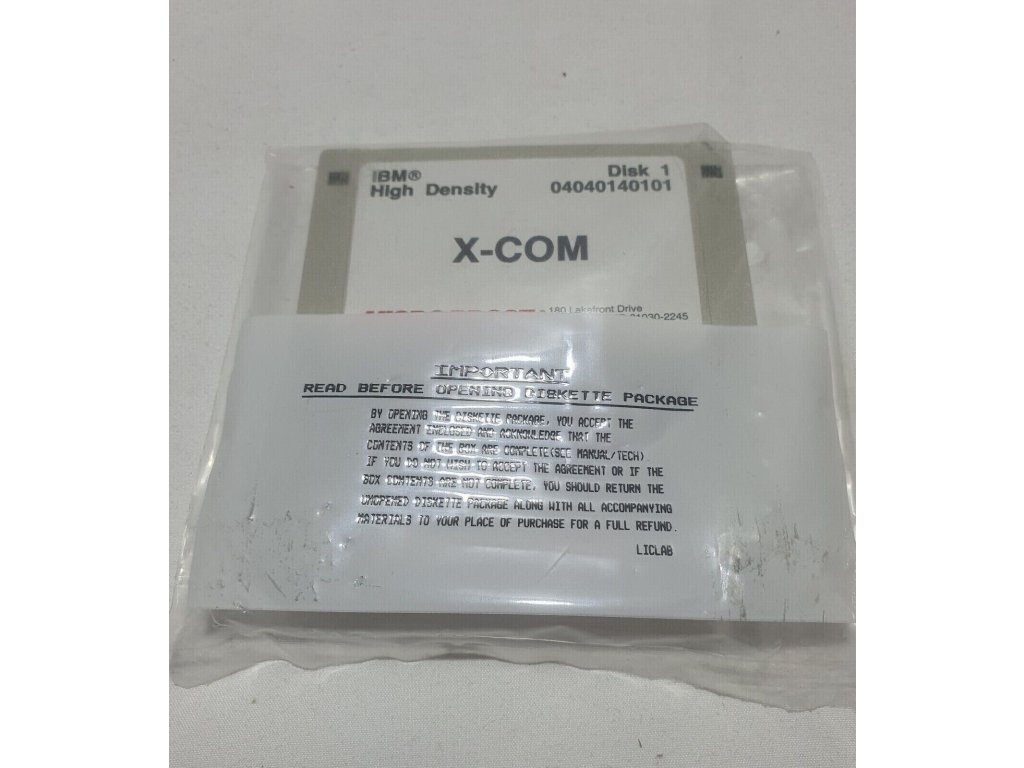 IBM® Disk 1
High Density 04040140101
X-COM
180 Lakefront Drive
21030-2245
IMPORTANT
READ BEFORE OPENING DISKETTE PACKAGE
BY OPENING THE DISKETTE PACKAGE, YOU ACCEPT THE
AGREEMENT ENCLOSED AND ACKNOWLEDGE THAT THE
CONTENTS OF THE BOX ARE COMPLETE(SEE MANUAL/TECH).
IF YOU DO NOT WISH TO ACCEPT THE AGREEMENT OR IF THE
BOX CONTENTS ARE NOT COMPLETE, YOU SHOULD RETURN THE
UNOPENED DISKETTE PACKAGE ALONG WITH ALL ACCOMPANYING
MATERIALS TO YOUR PLACE OF PURCHASE FOR A FULL REFUND.
LICLAB